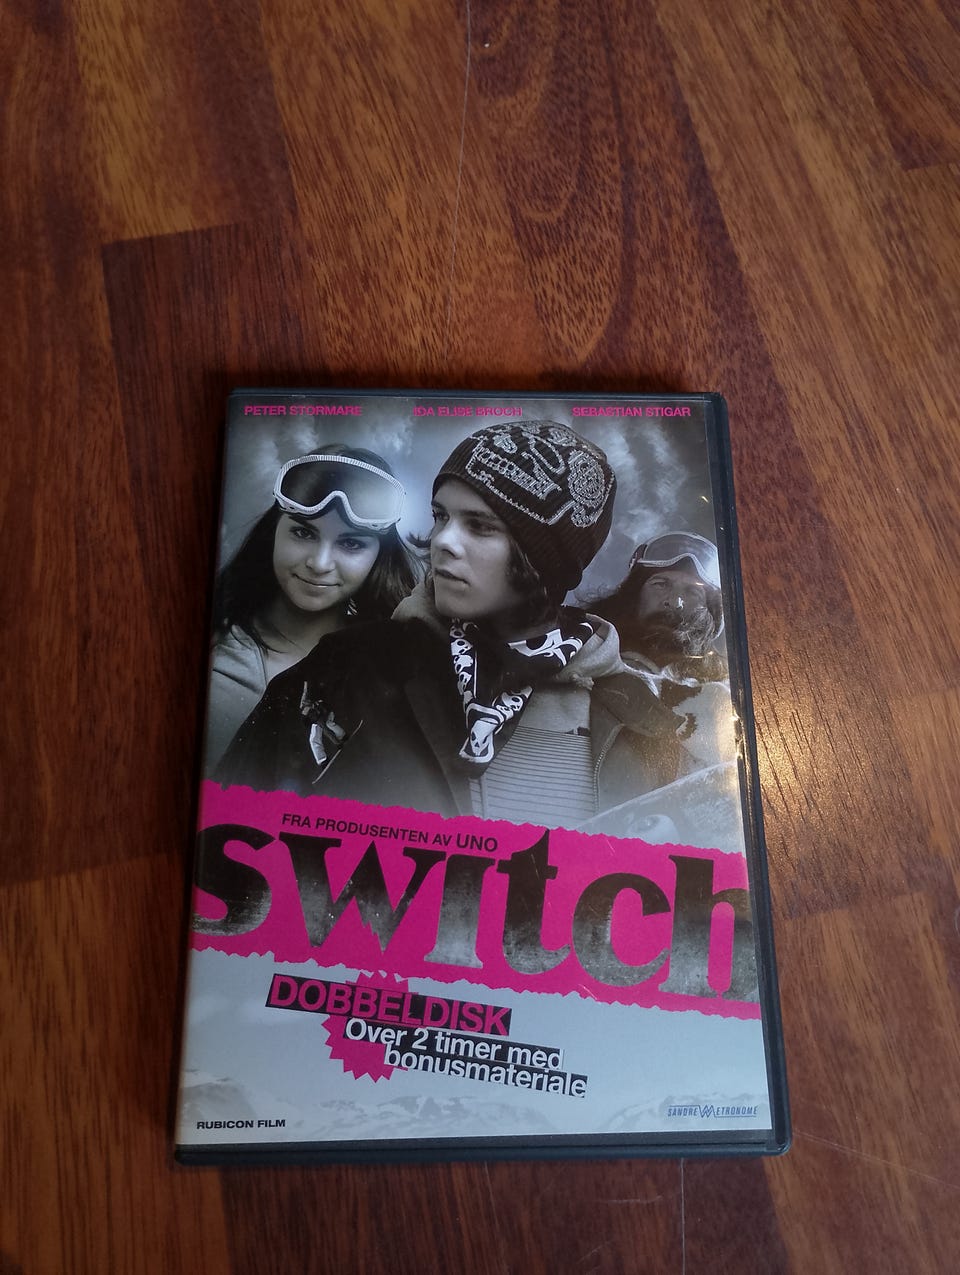 PETER STORMARE IDA ELISE BROCH SEBASTIAN STIGAR
FRA PRODUSENTEN AV UNO
switch
DOBBELDISK
Over 2 timer med
bonusmateriale
RUBICON FILM
SANDREW METRONOME